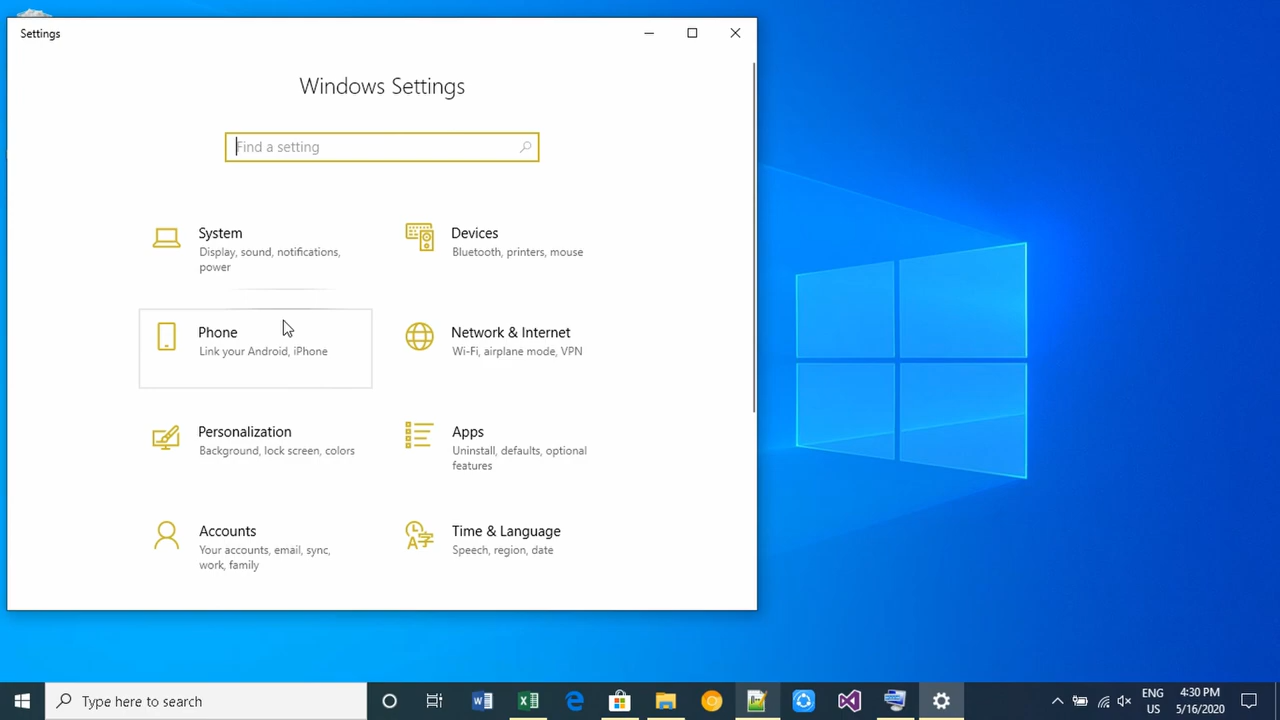 Settings
Windows Settings
Find a setting
System
Display, sound, notifications,
power
Devices
Bluetooth, printers, mouse
Phone
Link your Android, iPhone
Network & Internet
Wi-Fi, airplane mode, VPN
Personalization
Background, lock screen, colors
Apps
Uninstall, defaults, optional
features
Accounts
Your accounts, email, sync,
work, family
Time & Language
Speech, region, date
Type here to search
ENG
US
4:30 PM
5/16/2020